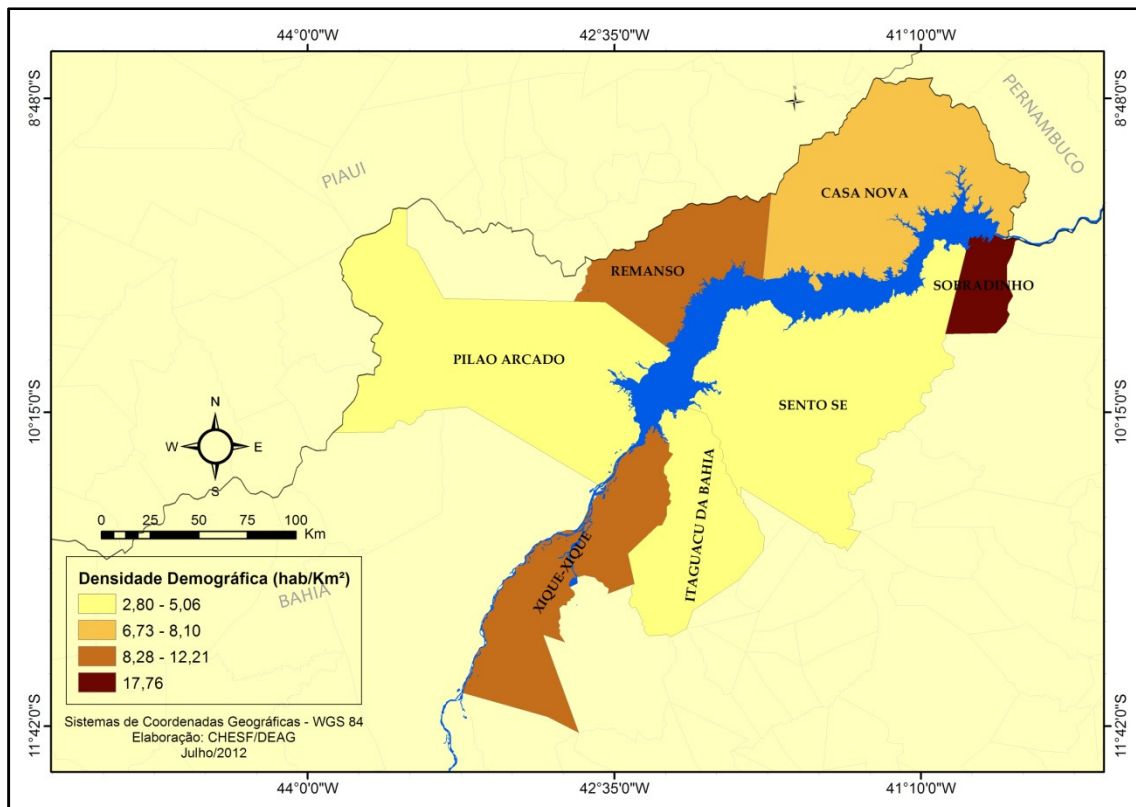 44°0'0"W
42°35'0"W
41°10'0"W
8°48'0"S
8°48'0"S
N
PERNAMBUCO
PIAUI
CASA NOVA
REMANSO
SOBRADINHO
PILAO ARCADO
SENTO SE
10°15'0"S
10°15'0"S
N
W
E
S
ITAGUACU DA BAHIA
XIQUE-XIQUE
0 25 50 75 100
Km
Densidade Demográfica (hab/Km²)
BAHIA
2,80 - 5,06
6,73 - 8,10
8,28 - 12,21
17,76
Sistemas de Coordenadas Geográficas - WGS 84
Elaboração: CHESF/DEAG
Julho/2012
11°42'0"S
11°42'0"S
44°0'0"W
42°35'0"W
41°10'0"W